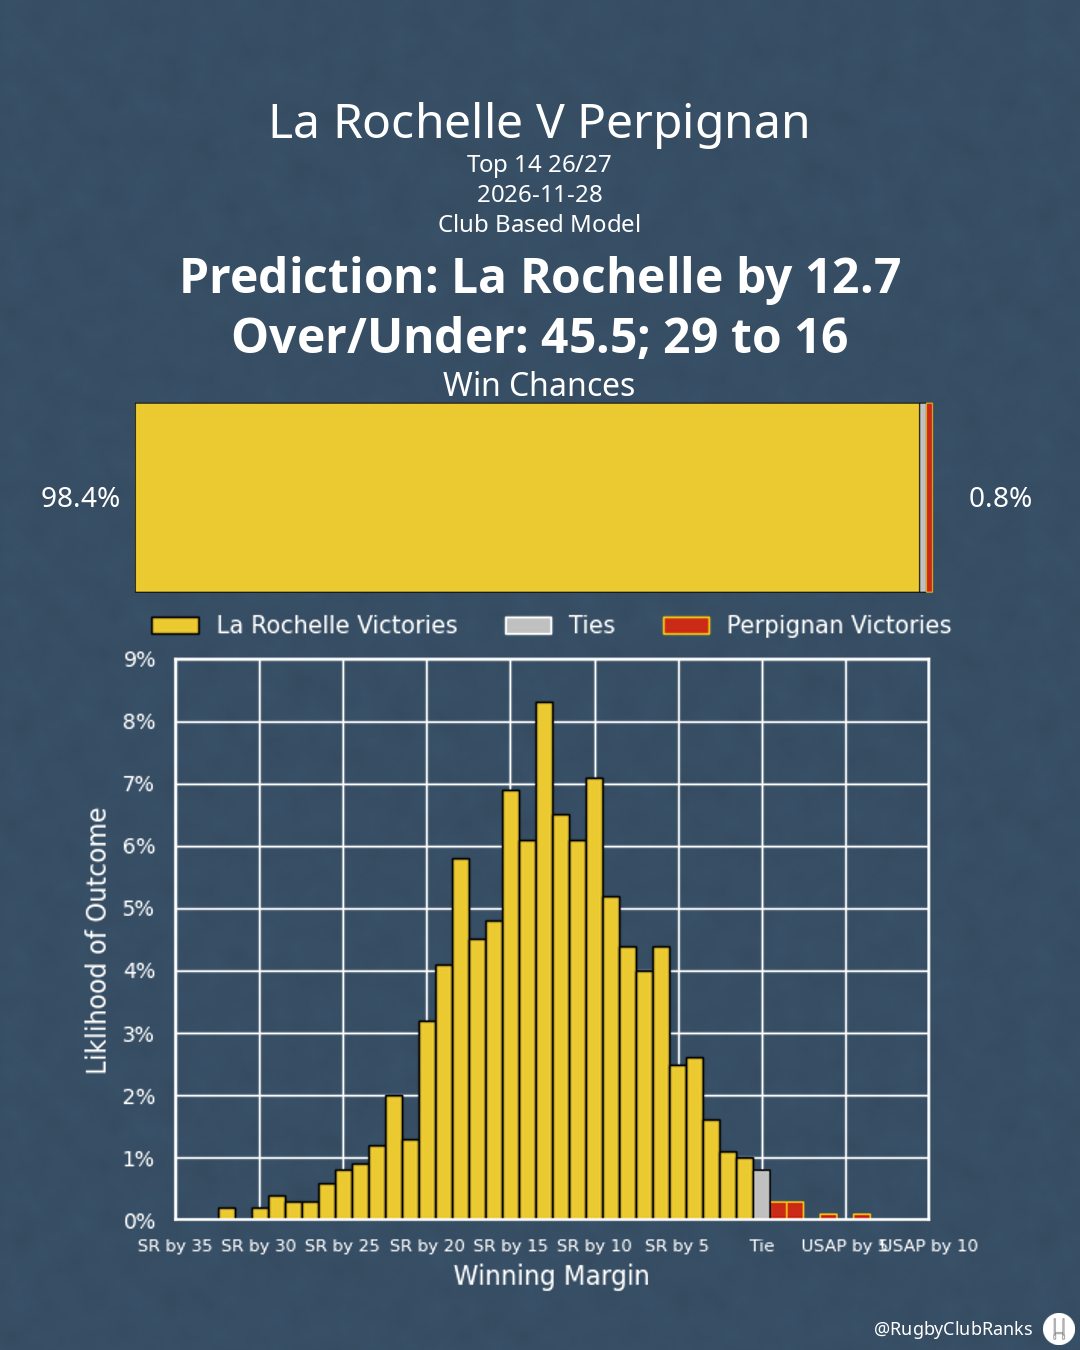 La Rochelle V Perpignan
Top 14 26/27
2026-11-28
Club Based Model
Prediction: La Rochelle by 12.7
Over/Under: 45.5; 29 to 16
Win Chances
98.4%
0.8%
La Rochelle Victories
Ties
Perpignan Victories
9%
8%
7%
6%
5%
4%
3%
2%
1%
0%
Liklihood of Outcome
SR by 35 SR by 30 SR by 25 SR by 20 SR by 15 SR by 10 SR by 5 Tie USAP by 5 USAP by 10
Winning Margin
@RugbyClubRanks